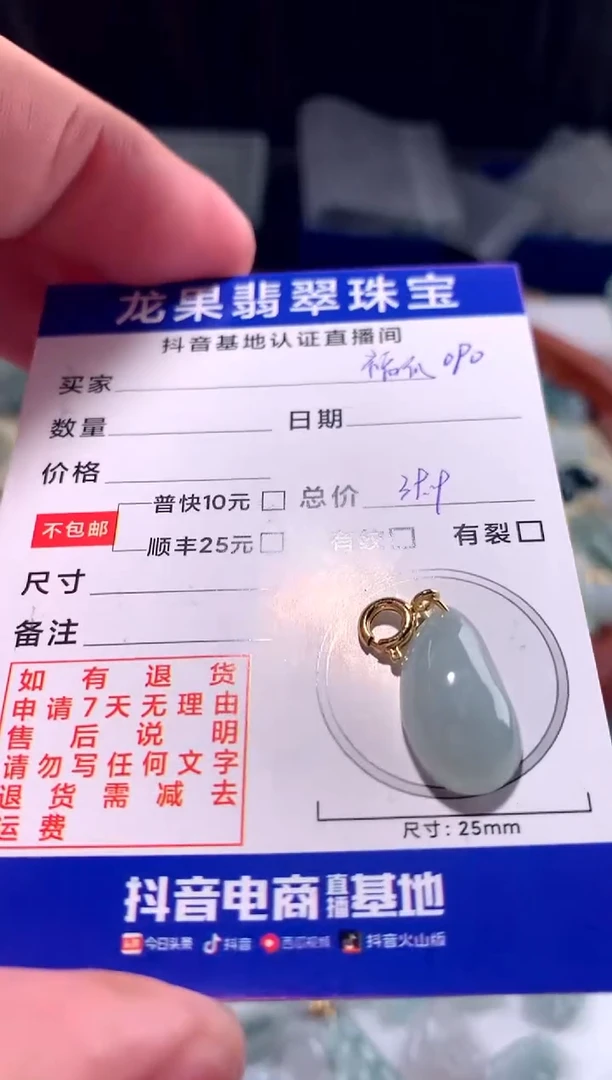 龙果翡翠珠宝
抖音基地认证直播间
买家 福瓜 090
数量 日期
价格
不包邮 普快10元 总价
顺丰25元 有纹 有裂
尺寸
备注
如有退货
申请7天无理由
售后说明
请勿写任何文字
退货需减去
运费
尺寸：25mm
抖音电商直播基地
今日头条 抖音 西瓜视频 抖音火山版